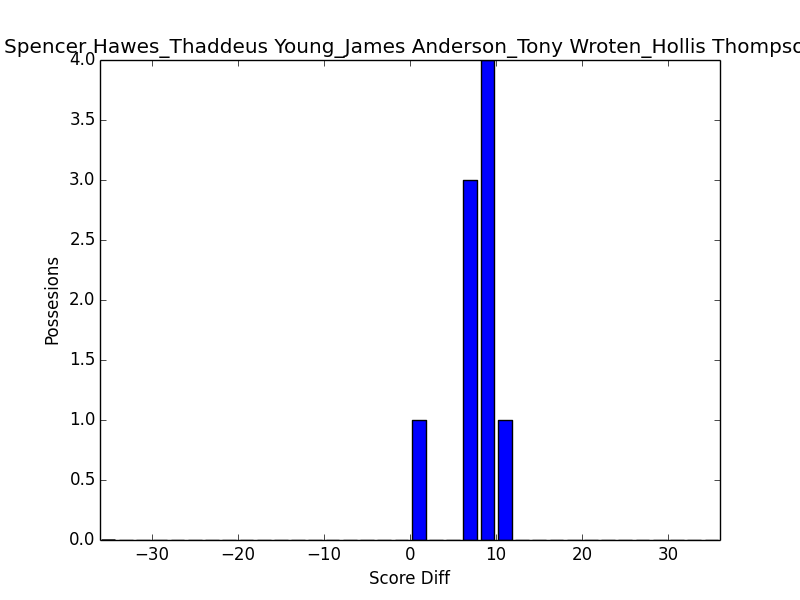 Spencer Hawes_Thaddeus Young_James Anderson_Tony Wroten_Hollis Thompso
4.0
3.5
3.0
2.5
2.0
1.5
1.0
0.5
0.0
Possesions
−30 −20 −10 0 10 20 30
Score Diff